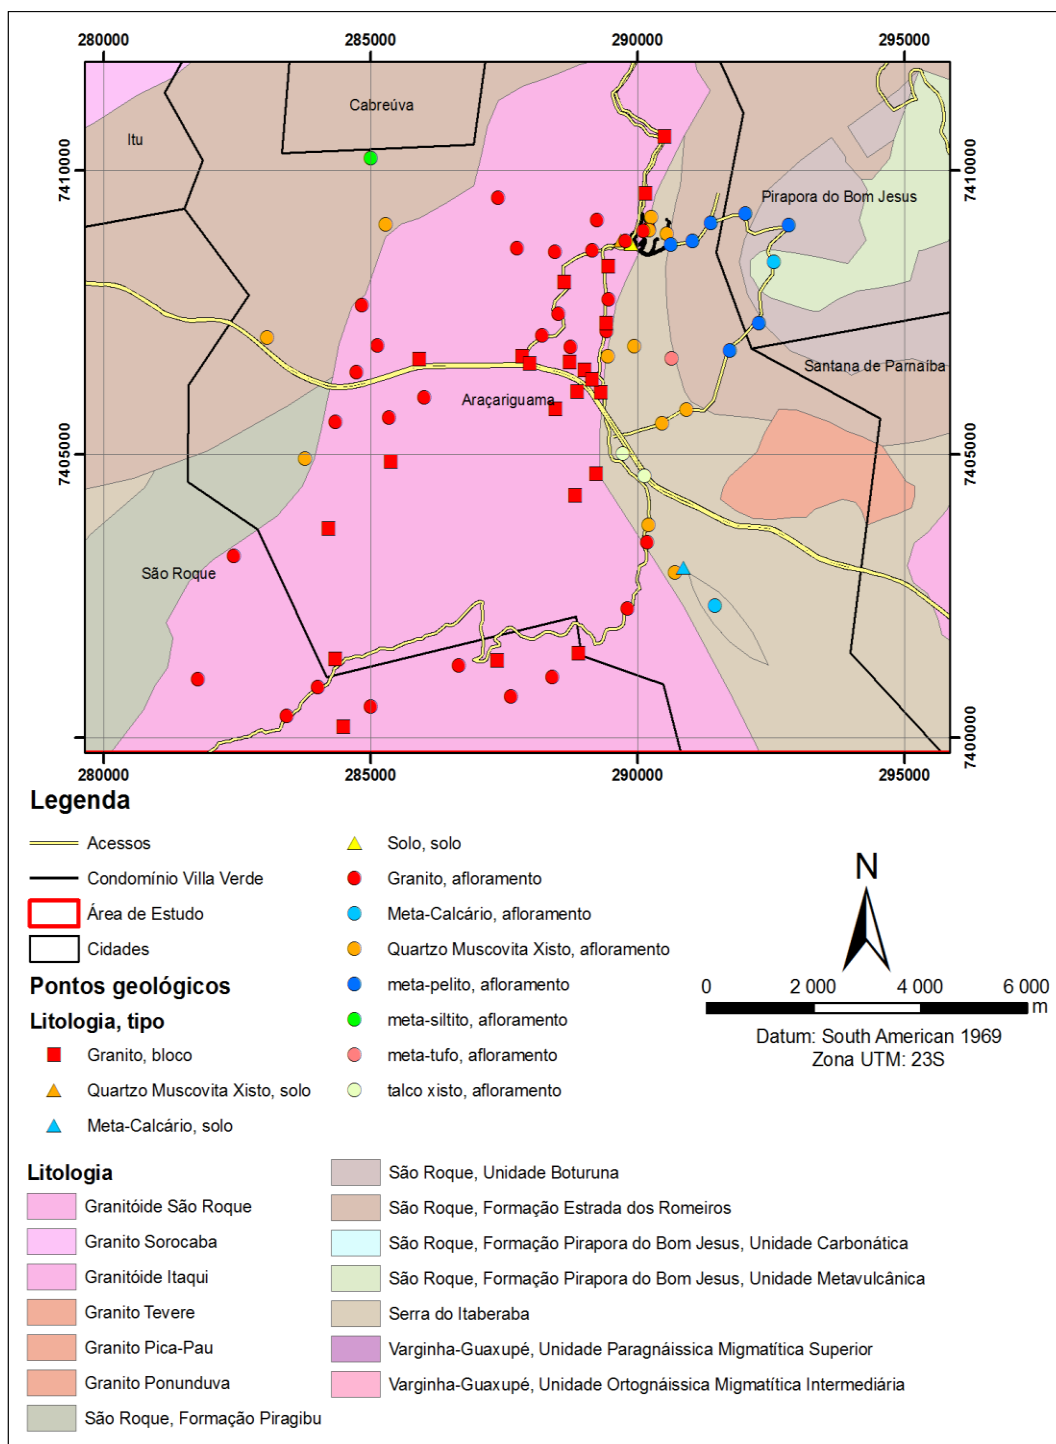 280000 285000 290000 295000
Cabreúva
Itu
7410000 7410000
Pirapora do Bom Jesus
Santana de Parnaíba
Araçariguama
7405000 7405000
São Roque
7400000 7400000
280000 285000 290000 295000
Legenda
Acessos
Condomínio Villa Verde
Área de Estudo
Cidades
Pontos geológicos
Litologia, tipo
Granito, bloco
Quartzo Muscovita Xisto, solo
Meta-Calcário, solo
Solo, solo
Granito, afloramento
Meta-Calcário, afloramento
Quartzo Muscovita Xisto, afloramento
meta-pelito, afloramento
meta-siltito, afloramento
meta-tufo, afloramento
talco xisto, afloramento
N
0 2 000 4 000 6 000
m
Datum: South American 1969
Zona UTM: 23S
Litologia
Granitóide São Roque
Granito Sorocaba
Granitóide Itaqui
Granito Tevere
Granito Pica-Pau
Granito Ponunduva
São Roque, Formação Piragibu
São Roque, Unidade Boturuna
São Roque, Formação Estrada dos Romeiros
São Roque, Formação Pirapora do Bom Jesus, Unidade Carbonática
São Roque, Formação Pirapora do Bom Jesus, Unidade Metavulcânica
Serra do Itaberaba
Varginha-Guaxupé, Unidade Paragnáissica Migmatítica Superior
Varginha-Guaxupé, Unidade Ortognáissica Migmatítica Intermediária